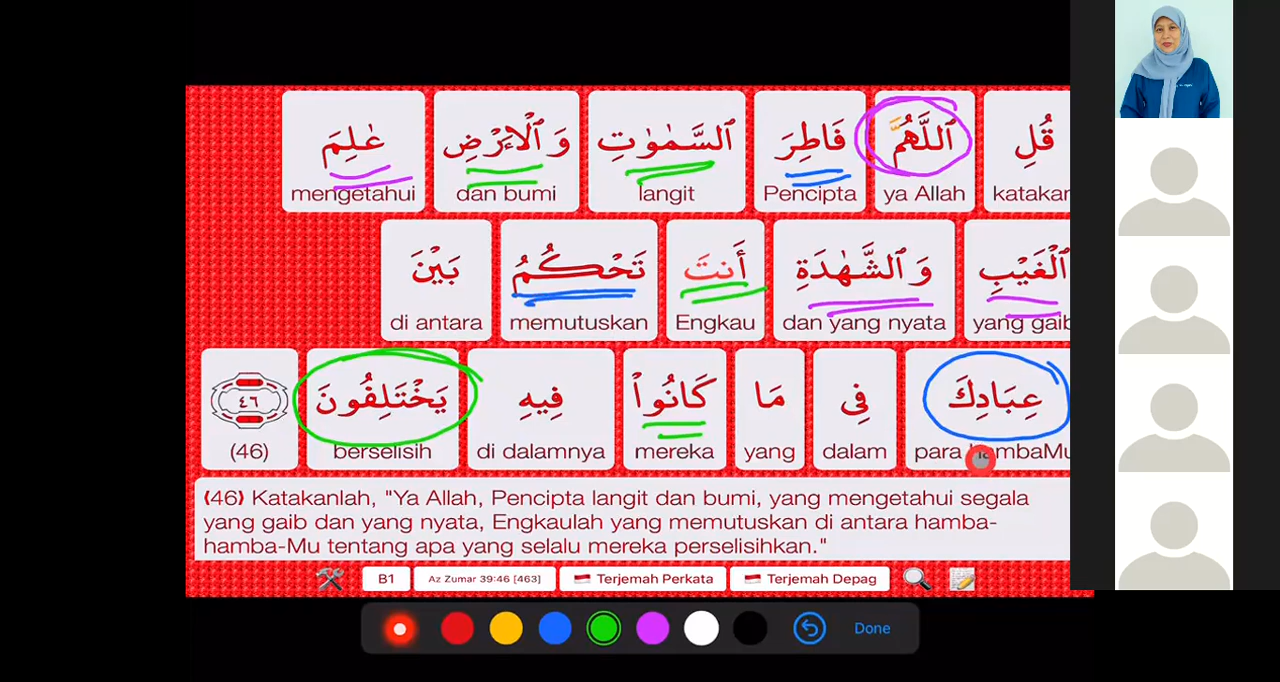 قُلِ ٱللَّهُمَّ فَاطِرَ ٱلسَّمَٰوَٰتِ وَ ٱلْأَرْضِ عَٰلِمَ
katakan ya Allah Pencipta langit dan bumi mengetahui
ٱلْغَيْبِ وَ ٱلشَّهَٰدَةِ أَنتَ تَحْكُمُ بَيْنَ
yang gaib dan yang nyata Engkau memutuskan di antara
عِبَادِكَ فِى مَا كَانُوا۟ فِيهِ يَخْتَلِفُونَ ٤٦
para hambaMu dalam yang mereka di dalamnya berselisih (46)
(46) Katakanlah, "Ya Allah, Pencipta langit dan bumi, yang mengetahui segala
yang gaib dan yang nyata, Engkaulah yang memutuskan di antara hamba-
hamba-Mu tentang apa yang selalu mereka perselisihkan."
B1 Az Zumar 39:46 [463] Terjemah Perkata Terjemah Depag
Done